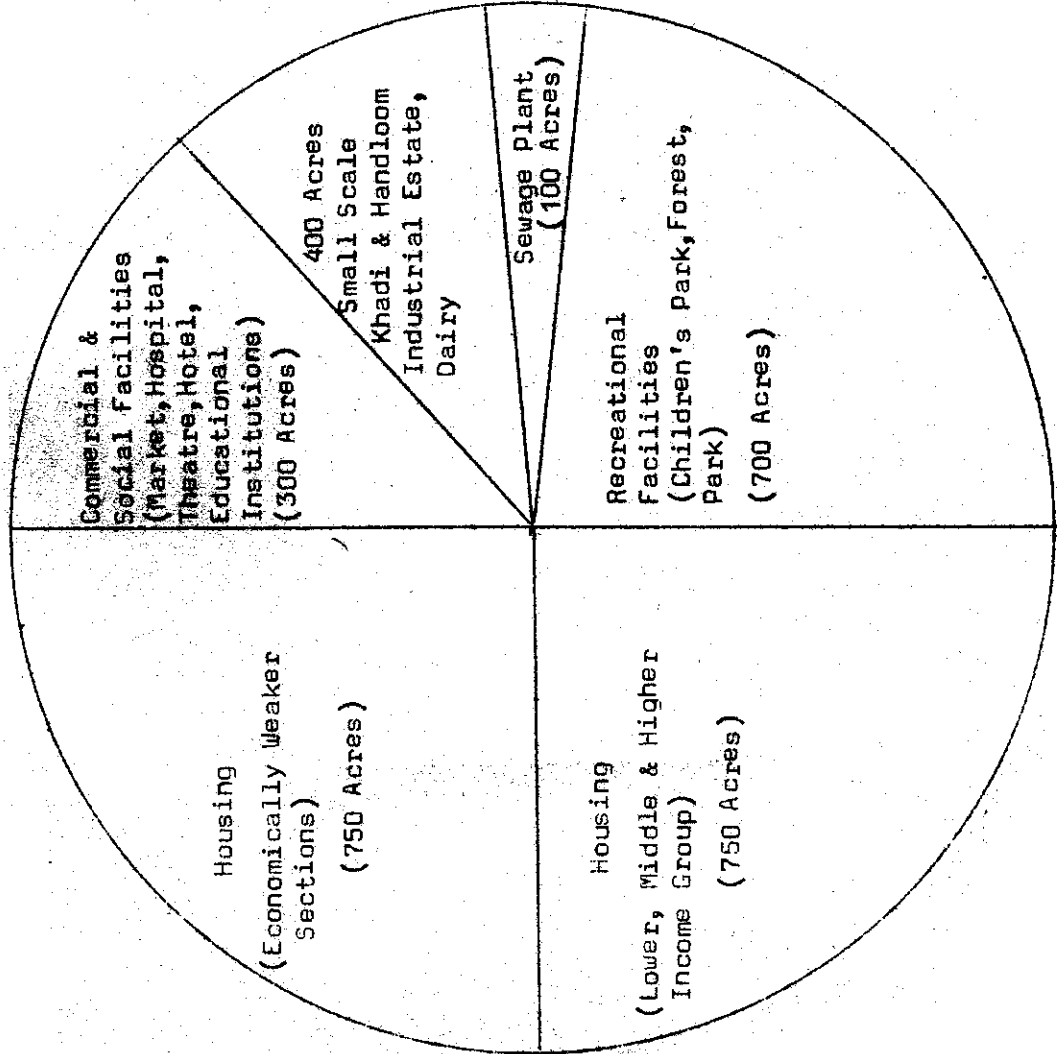 Housing
(Lower, Middle & Higher
Income Group)
(750 Acres)
Housing
(Economically Weaker
Sections)
(750 Acres)
Commercial &
Social Facilities
(Market,Hospital,
Theatre,Hotel,
Educational
Institutions)
(300 Acres)
400 Acres
Small Scale
Khadi & Handloom
Industrial Estate,
Dairy
Sewage Plant
(100 Acres)
Recreational
Facilities
(Children's Park,Forest,
Park)
(700 Acres)